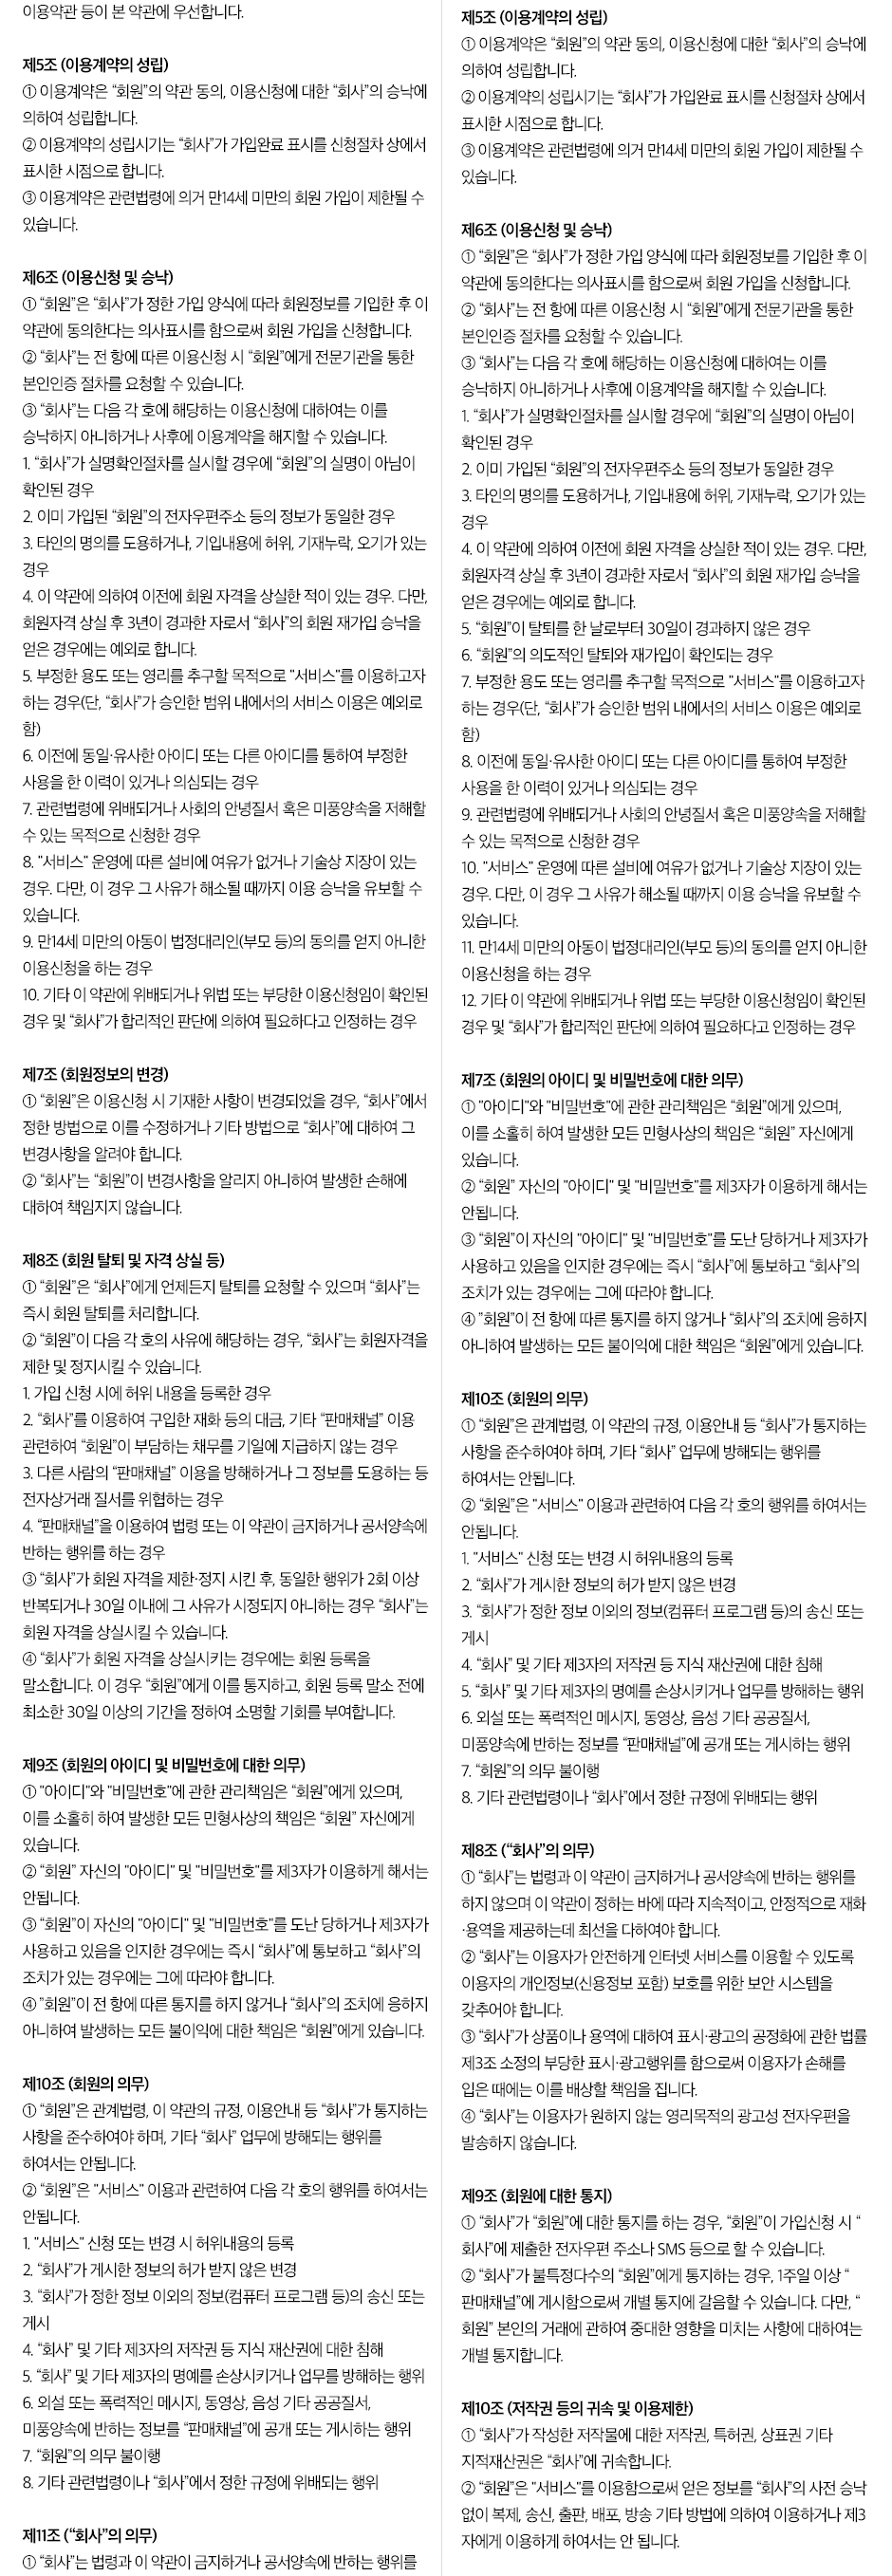 이용약관 등이 본 약관에 우선합니다.
제5조 (이용계약의 성립)
① 이용계약은 “회원”의 약관 동의, 이용신청에 대한 “회사”의 승낙에
의하여 성립합니다.
② 이용계약의 성립시기는 “회사”가 가입완료 표시를 신청절차 상에서
표시한 시점으로 합니다.
③ 이용계약은 관련법령에 의거 만14세 미만의 회원 가입이 제한될 수
있습니다.
제6조 (이용신청 및 승낙)
① “회원”은 “회사”가 정한 가입 양식에 따라 회원정보를 기입한 후 이
약관에 동의한다는 의사표시를 함으로써 회원 가입을 신청합니다.
② “회사”는 전 항에 따른 이용신청 시 “회원”에게 전문기관을 통한
본인인증 절차를 요청할 수 있습니다.
③ “회사”는 다음 각 호에 해당하는 이용신청에 대하여는 이를
승낙하지 아니하거나 사후에 이용계약을 해지할 수 있습니다.
1. “회사”가 실명확인절차를 실시할 경우에 “회원”의 실명이 아님이
확인된 경우
2. 이미 가입된 “회원”의 전자우편주소 등의 정보가 동일한 경우
3. 타인의 명의를 도용하거나, 기입내용에 허위, 기재누락, 오기가 있는
경우
4. 이 약관에 의하여 이전에 회원 자격을 상실한 적이 있는 경우. 다만,
회원자격 상실 후 3년이 경과한 자로서 “회사”의 회원 재가입 승낙을
얻은 경우에는 예외로 합니다.
5. 부정한 용도 또는 영리를 추구할 목적으로 "서비스"를 이용하고자
하는 경우(단, “회사”가 승인한 범위 내에서의 서비스 이용은 예외로
함)
6. 이전에 동일·유사한 아이디 또는 다른 아이디를 통하여 부정한
사용을 한 이력이 있거나 의심되는 경우
7. 관련법령에 위배되거나 사회의 안녕질서 혹은 미풍양속을 저해할
수 있는 목적으로 신청한 경우
8. "서비스" 운영에 따른 설비에 여유가 없거나 기술상 지장이 있는
경우. 다만, 이 경우 그 사유가 해소될 때까지 이용 승낙을 유보할 수
있습니다.
9. 만14세 미만의 아동이 법정대리인(부모 등)의 동의를 얻지 아니한
이용신청을 하는 경우
10. 기타 이 약관에 위배되거나 위법 또는 부당한 이용신청임이 확인된
경우 및 “회사”가 합리적인 판단에 의하여 필요하다고 인정하는 경우
제7조 (회원정보의 변경)
① “회원”은 이용신청 시 기재한 사항이 변경되었을 경우, “회사”에서
정한 방법으로 이를 수정하거나 기타 방법으로 “회사”에 대하여 그
변경사항을 알려야 합니다.
② “회사”는 “회원”이 변경사항을 알리지 아니하여 발생한 손해에
대하여 책임지지 않습니다.
제8조 (회원 탈퇴 및 자격 상실 등)
① “회원”은 “회사”에게 언제든지 탈퇴를 요청할 수 있으며 “회사”는
즉시 회원 탈퇴를 처리합니다.
② “회원”이 다음 각 호의 사유에 해당하는 경우, “회사”는 회원자격을
제한 및 정지시킬 수 있습니다.
1. 가입 신청 시에 허위 내용을 등록한 경우
2. “회사”를 이용하여 구입한 재화 등의 대금, 기타 “판매채널” 이용
관련하여 “회원”이 부담하는 채무를 기일에 지급하지 않는 경우
3. 다른 사람의 “판매채널” 이용을 방해하거나 그 정보를 도용하는 등
전자상거래 질서를 위협하는 경우
4. “판매채널”을 이용하여 법령 또는 이 약관이 금지하거나 공서양속에
반하는 행위를 하는 경우
③ “회사”가 회원 자격을 제한·정지 시킨 후, 동일한 행위가 2회 이상
반복되거나 30일 이내에 그 사유가 시정되지 아니하는 경우 “회사”는
회원 자격을 상실시킬 수 있습니다.
④ “회사”가 회원 자격을 상실시키는 경우에는 회원 등록을
말소합니다. 이 경우 “회원”에게 이를 통지하고, 회원 등록 말소 전에
최소한 30일 이상의 기간을 정하여 소명할 기회를 부여합니다.
제9조 (회원의 아이디 및 비밀번호에 대한 의무)
① "아이디"와 "비밀번호"에 관한 관리책임은 “회원”에게 있으며,
이를 소홀히 하여 발생한 모든 민형사상의 책임은 “회원” 자신에게
있습니다.
② “회원” 자신의 "아이디" 및 "비밀번호"를 제3자가 이용하게 해서는
안됩니다.
③ “회원”이 자신의 "아이디" 및 "비밀번호"를 도난 당하거나 제3자가
사용하고 있음을 인지한 경우에는 즉시 “회사”에 통보하고 “회사”의
조치가 있는 경우에는 그에 따라야 합니다.
④ ”회원”이 전 항에 따른 통지를 하지 않거나 “회사”의 조치에 응하지
아니하여 발생하는 모든 불이익에 대한 책임은 “회원”에게 있습니다.
제10조 (회원의 의무)
① “회원”은 관계법령, 이 약관의 규정, 이용안내 등 “회사”가 통지하는
사항을 준수하여야 하며, 기타 “회사” 업무에 방해되는 행위를
하여서는 안됩니다.
② “회원”은 "서비스" 이용과 관련하여 다음 각 호의 행위를 하여서는
안됩니다.
1. "서비스" 신청 또는 변경 시 허위내용의 등록
2. “회사”가 게시한 정보의 허가 받지 않은 변경
3. “회사”가 정한 정보 이외의 정보(컴퓨터 프로그램 등)의 송신 또는
게시
4. “회사” 및 기타 제3자의 저작권 등 지식 재산권에 대한 침해
5. “회사” 및 기타 제3자의 명예를 손상시키거나 업무를 방해하는 행위
6. 외설 또는 폭력적인 메시지, 동영상, 음성 기타 공공질서,
미풍양속에 반하는 정보를 “판매채널”에 공개 또는 게시하는 행위
7. “회원”의 의무 불이행
8. 기타 관련법령이나 “회사”에서 정한 규정에 위배되는 행위
제11조 (“회사”의 의무)
① “회사”는 법령과 이 약관이 금지하거나 공서양속에 반하는 행위를
제5조 (이용계약의 성립)
① 이용계약은 “회원”의 약관 동의, 이용신청에 대한 “회사”의 승낙에
의하여 성립합니다.
② 이용계약의 성립시기는 “회사”가 가입완료 표시를 신청절차 상에서
표시한 시점으로 합니다.
③ 이용계약은 관련법령에 의거 만14세 미만의 회원 가입이 제한될 수
있습니다.
제6조 (이용신청 및 승낙)
① “회원”은 “회사”가 정한 가입 양식에 따라 회원정보를 기입한 후 이
약관에 동의한다는 의사표시를 함으로써 회원 가입을 신청합니다.
② “회사”는 전 항에 따른 이용신청 시 “회원”에게 전문기관을 통한
본인인증 절차를 요청할 수 있습니다.
③ “회사”는 다음 각 호에 해당하는 이용신청에 대하여는 이를
승낙하지 아니하거나 사후에 이용계약을 해지할 수 있습니다.
1. “회사”가 실명확인절차를 실시할 경우에 “회원”의 실명이 아님이
확인된 경우
2. 이미 가입된 “회원”의 전자우편주소 등의 정보가 동일한 경우
3. 타인의 명의를 도용하거나, 기입내용에 허위, 기재누락, 오기가 있는
경우
4. 이 약관에 의하여 이전에 회원 자격을 상실한 적이 있는 경우. 다만,
회원자격 상실 후 3년이 경과한 자로서 “회사”의 회원 재가입 승낙을
얻은 경우에는 예외로 합니다.
5. “회원”이 탈퇴를 한 날로부터 30일이 경과하지 않은 경우
6. “회원”의 의도적인 탈퇴와 재가입이 확인되는 경우
7. 부정한 용도 또는 영리를 추구할 목적으로 "서비스"를 이용하고자
하는 경우(단, “회사”가 승인한 범위 내에서의 서비스 이용은 예외로
함)
8. 이전에 동일·유사한 아이디 또는 다른 아이디를 통하여 부정한
사용을 한 이력이 있거나 의심되는 경우
9. 관련법령에 위배되거나 사회의 안녕질서 혹은 미풍양속을 저해할
수 있는 목적으로 신청한 경우
10. "서비스" 운영에 따른 설비에 여유가 없거나 기술상 지장이 있는
경우. 다만, 이 경우 그 사유가 해소될 때까지 이용 승낙을 유보할 수
있습니다.
11. 만14세 미만의 아동이 법정대리인(부모 등)의 동의를 얻지 아니한
이용신청을 하는 경우
12. 기타 이 약관에 위배되거나 위법 또는 부당한 이용신청임이 확인된
경우 및 “회사”가 합리적인 판단에 의하여 필요하다고 인정하는 경우
제7조 (회원의 아이디 및 비밀번호에 대한 의무)
① "아이디"와 "비밀번호"에 관한 관리책임은 “회원”에게 있으며,
이를 소홀히 하여 발생한 모든 민형사상의 책임은 “회원” 자신에게
있습니다.
② “회원” 자신의 "아이디" 및 "비밀번호"를 제3자가 이용하게 해서는
안됩니다.
③ “회원”이 자신의 "아이디" 및 "비밀번호"를 도난 당하거나 제3자가
사용하고 있음을 인지한 경우에는 즉시 “회사”에 통보하고 “회사”의
조치가 있는 경우에는 그에 따라야 합니다.
④ ”회원”이 전 항에 따른 통지를 하지 않거나 “회사”의 조치에 응하지
아니하여 발생하는 모든 불이익에 대한 책임은 “회원”에게 있습니다.
제10조 (회원의 의무)
① “회원”은 관계법령, 이 약관의 규정, 이용안내 등 “회사”가 통지하는
사항을 준수하여야 하며, 기타 “회사” 업무에 방해되는 행위를
하여서는 안됩니다.
② “회원”은 "서비스" 이용과 관련하여 다음 각 호의 행위를 하여서는
안됩니다.
1. "서비스" 신청 또는 변경 시 허위내용의 등록
2. “회사”가 게시한 정보의 허가 받지 않은 변경
3. “회사”가 정한 정보 이외의 정보(컴퓨터 프로그램 등)의 송신 또는
게시
4. “회사” 및 기타 제3자의 저작권 등 지식 재산권에 대한 침해
5. “회사” 및 기타 제3자의 명예를 손상시키거나 업무를 방해하는 행위
6. 외설 또는 폭력적인 메시지, 동영상, 음성 기타 공공질서,
미풍양속에 반하는 정보를 “판매채널”에 공개 또는 게시하는 행위
7. “회원”의 의무 불이행
8. 기타 관련법령이나 “회사”에서 정한 규정에 위배되는 행위
제8조 (“회사”의 의무)
① “회사”는 법령과 이 약관이 금지하거나 공서양속에 반하는 행위를
하지 않으며 이 약관이 정하는 바에 따라 지속적이고, 안정적으로 재화
·용역을 제공하는데 최선을 다하여야 합니다.
② “회사”는 이용자가 안전하게 인터넷 서비스를 이용할 수 있도록
이용자의 개인정보(신용정보 포함) 보호를 위한 보안 시스템을
갖추어야 합니다.
③ “회사”가 상품이나 용역에 대하여 표시·광고의 공정화에 관한 법률
제3조 소정의 부당한 표시·광고행위를 함으로써 이용자가 손해를
입은 때에는 이를 배상할 책임을 집니다.
④ “회사”는 이용자가 원하지 않는 영리목적의 광고성 전자우편을
발송하지 않습니다.
제9조 (회원에 대한 통지)
① “회사”가 “회원”에 대한 통지를 하는 경우, “회원”이 가입신청 시 “
회사”에 제출한 전자우편 주소나 SMS 등으로 할 수 있습니다.
② “회사”가 불특정다수의 “회원”에게 통지하는 경우, 1주일 이상 “
판매채널”에 게시함으로써 개별 통지에 갈음할 수 있습니다. 다만, “
회원” 본인의 거래에 관하여 중대한 영향을 미치는 사항에 대하여는
개별 통지합니다.
제10조 (저작권 등의 귀속 및 이용제한)
① “회사”가 작성한 저작물에 대한 저작권, 특허권, 상표권 기타
지적재산권은 “회사”에 귀속합니다.
② “회원”은 "서비스"를 이용함으로써 얻은 정보를 “회사”의 사전 승낙
없이 복제, 송신, 출판, 배포, 방송 기타 방법에 의하여 이용하거나 제3
자에게 이용하게 하여서는 안 됩니다.